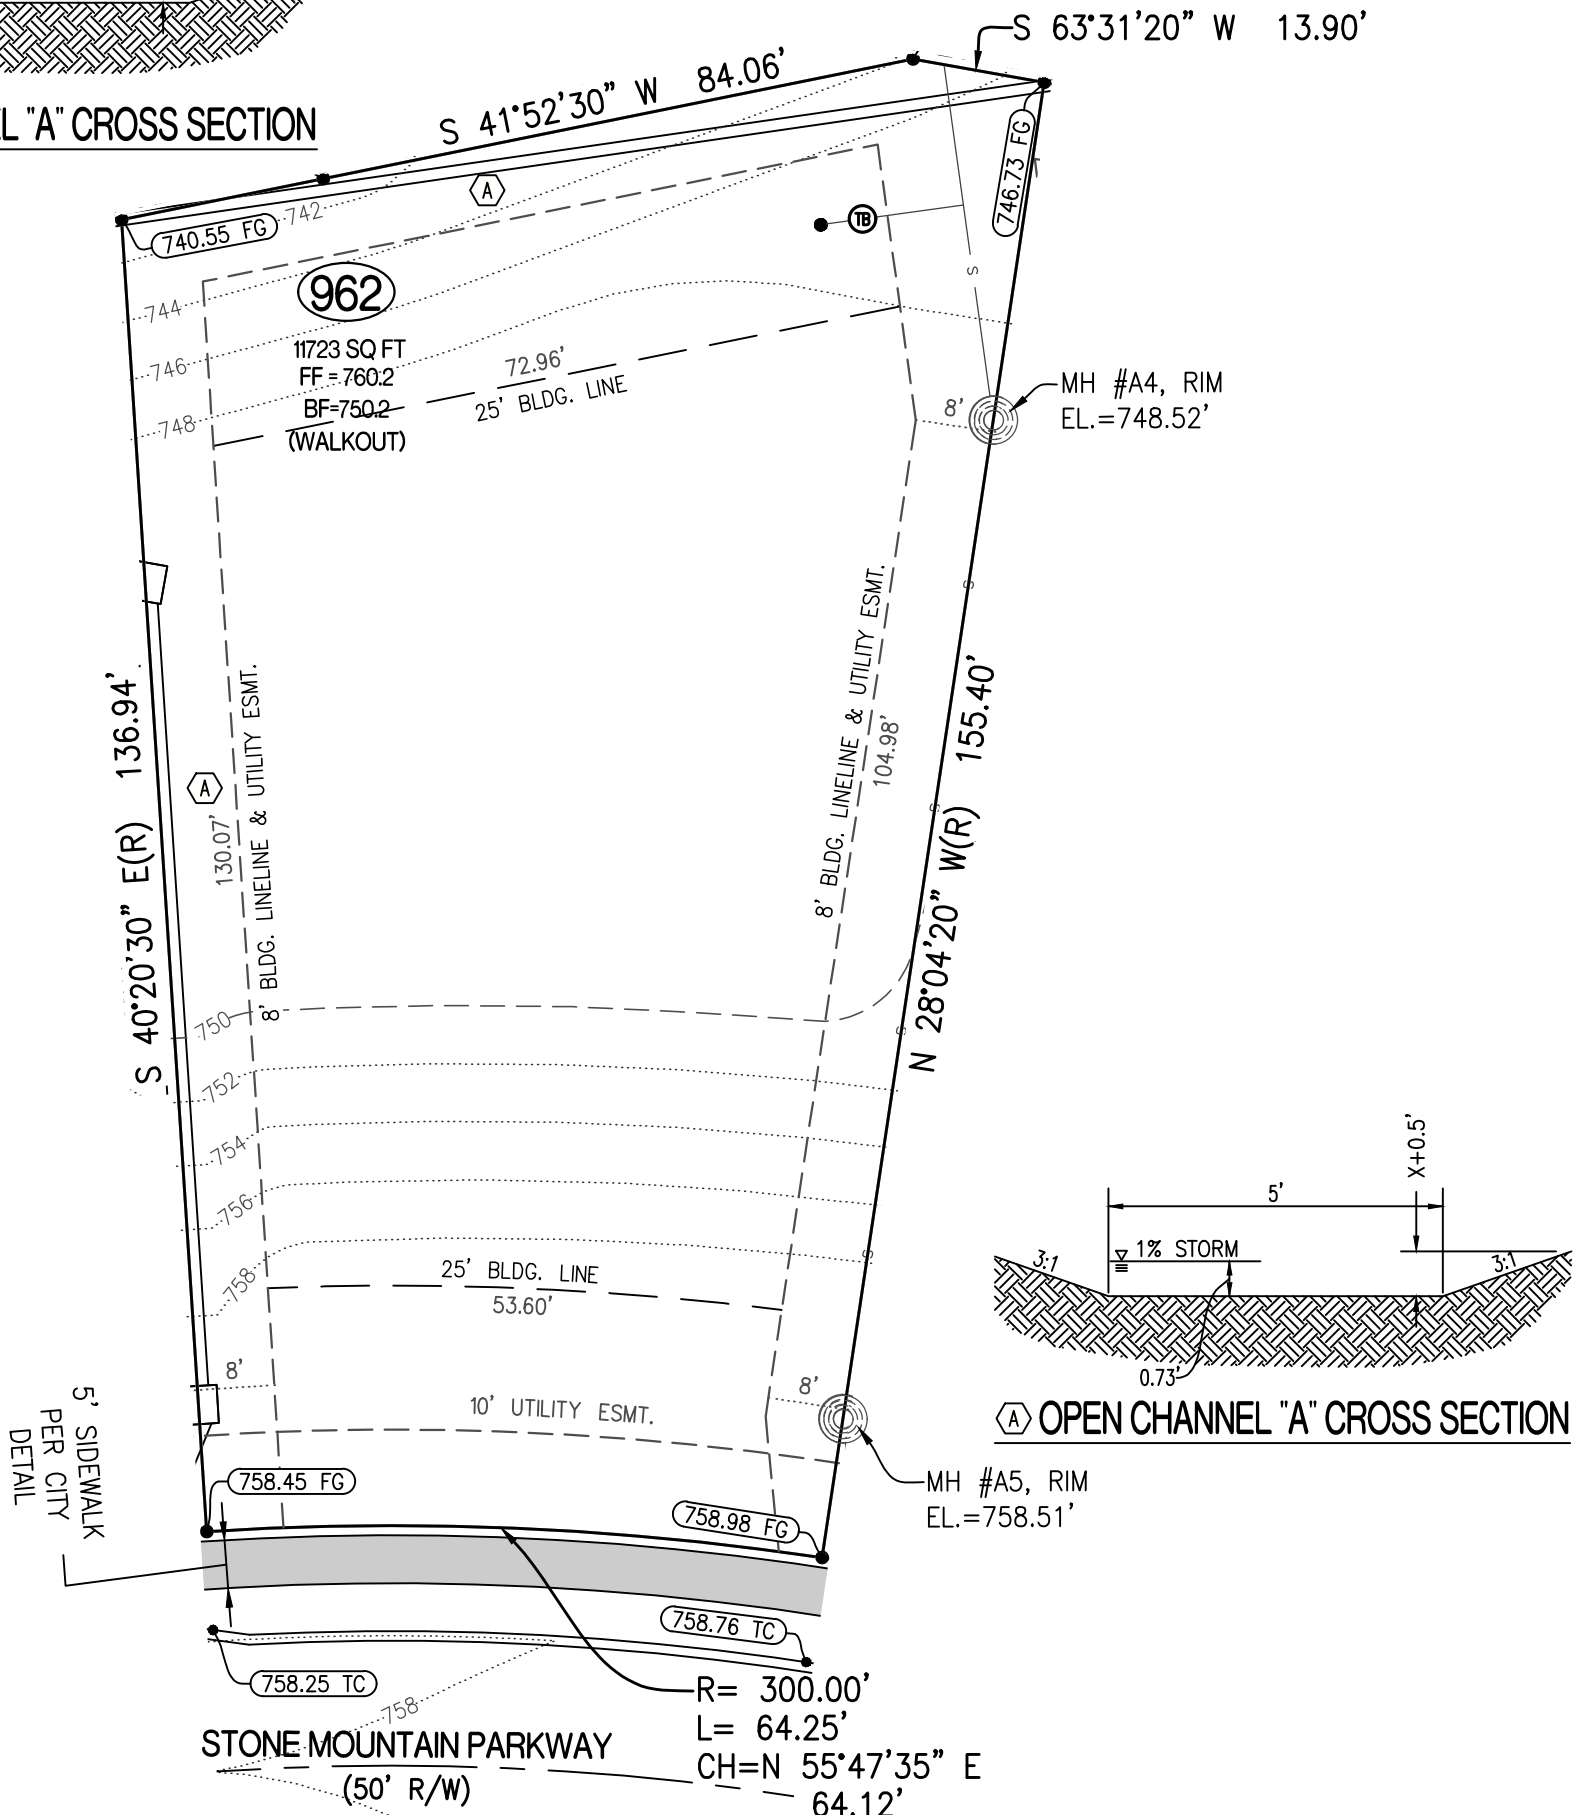 S 63°31'20" W 13.90'
S 41°52'30" W 84.06'
EL "A" CROSS SECTION
A
742
740.55 FG
TB
746.73 FG
962
744
S
11723 SQ FT
FF = 760.2
746
72.96'
BF=750.2
25' BLDG. LINE
(WALKOUT)
748
8'
MH #A4, RIM
EL.=748.52'
S
S 40°20'30" E(R) 136.94'
A
130.07'
8' BLDG. LINELINE & UTILITY ESMT.
8' BLDG. LINELINE & UTILITY ESMT.
104.98'
N 28°04'20" W(R) 155.40'
S
S
750
752
754
756
758
S
25' BLDG. LINE
53.60'
8'
8'
10' UTILITY ESMT.
5' SIDEWALK
PER CITY
DETAIL
X+0.5'
5'
1% STORM
3:1
3:1
0.73'
A OPEN CHANNEL "A" CROSS SECTION
MH #A5, RIM
EL.=758.51'
758.45 FG
758.98 FG
758.76 TC
758.25 TC
758
R= 300.00'
L= 64.25'
CH=N 55°47'35" E
64.12'
STONE MOUNTAIN PARKWAY
(50' R/W)